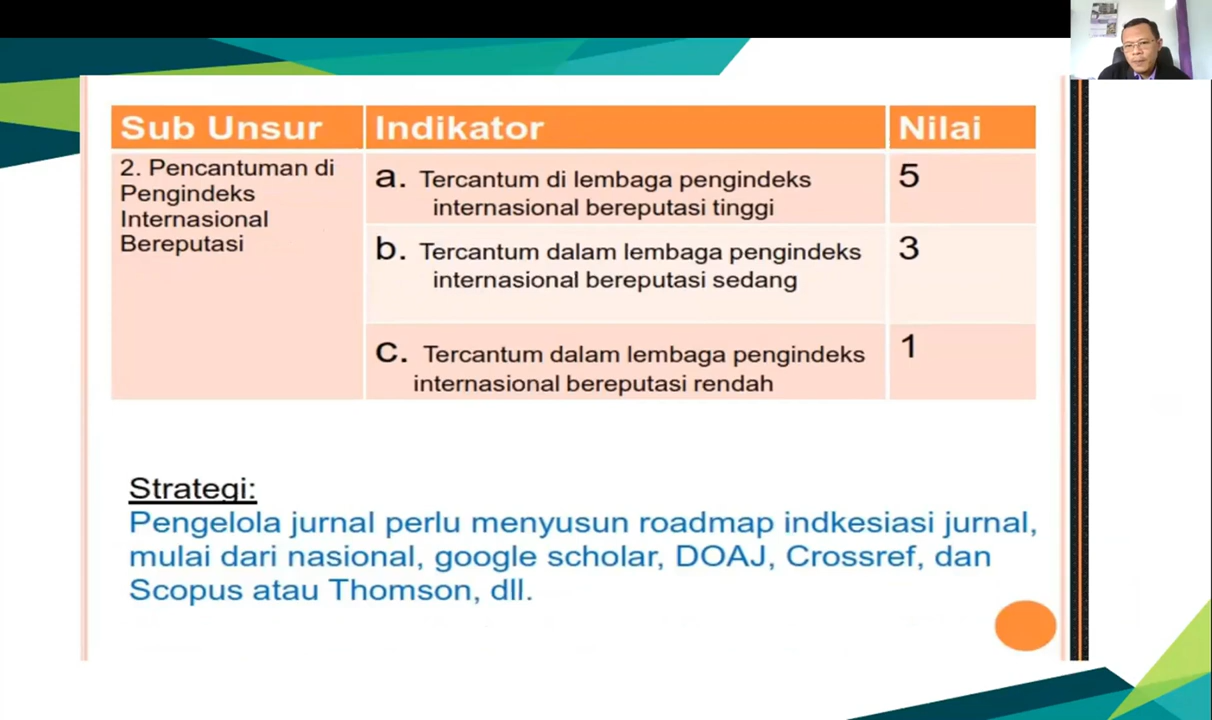 Sub Unsur
Indikator
Nilai
2. Pencantuman di
Pengindeks
Internasional
Bereputasi
a. Tercantum di lembaga pengindeks
internasional bereputasi tinggi
5
b. Tercantum dalam lembaga pengindeks
internasional bereputasi sedang
3
c. Tercantum dalam lembaga pengindeks
internasional bereputasi rendah
1
Strategi:
Pengelola jurnal perlu menyusun roadmap indkesiasi jurnal,
mulai dari nasional, google scholar, DOAJ, Crossref, dan
Scopus atau Thomson, dll.